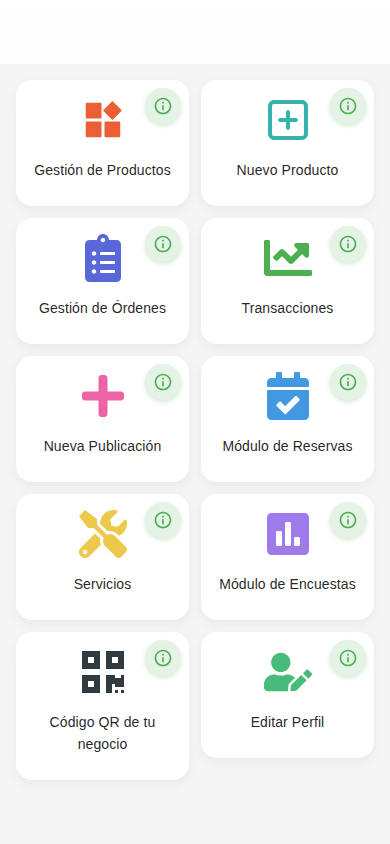 Gestión de Productos
Nuevo Producto
Gestión de Órdenes
Transacciones
Nueva Publicación
Módulo de Reservas
Servicios
Módulo de Encuestas
Código QR de tu
negocio
Editar Perfil